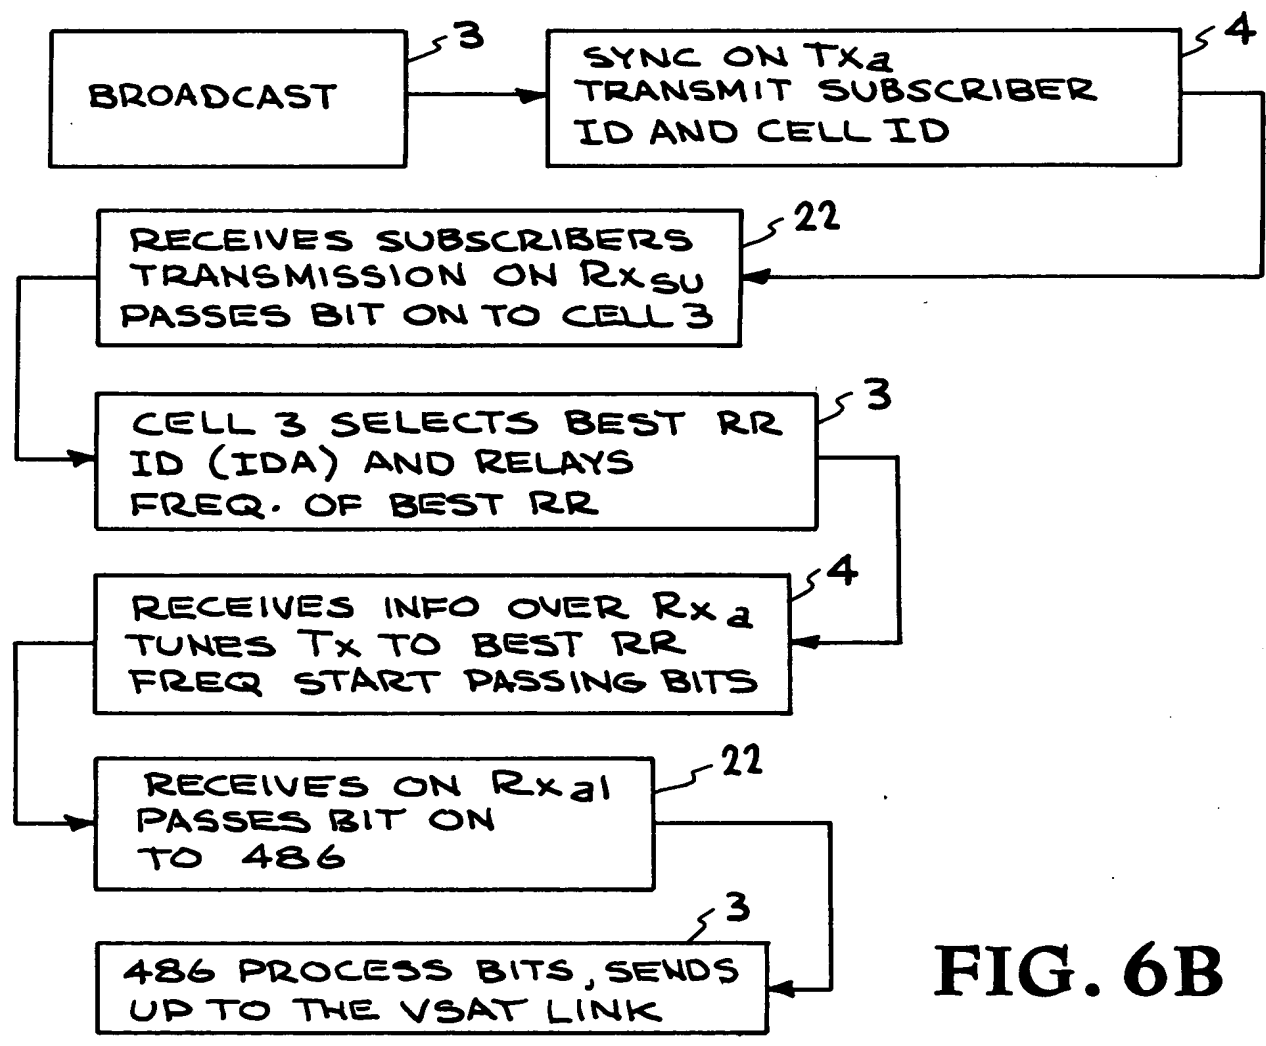 3
BROADCAST
4
SYNC ON Txa
TRANSMIT SUBSCRIBER
ID AND CELL ID
22
RECEIVES SUBSCRIBERS
TRANSMISSION ON RxSU
PASSES BIT ON TO CELL 3
3
CELL 3 SELECTS BEST RR
ID (IDA) AND RELAYS
FREQ. OF BEST RR
4
RECEIVES INFO OVER Rxa
TUNES Tx TO BEST RR
FREQ START PASSING BITS
22
RECEIVES ON Rxa1
PASSES BIT ON
TO 486
3
486 PROCESS BITS, SENDS
UP TO THE VSAT LINK
FIG. 6B